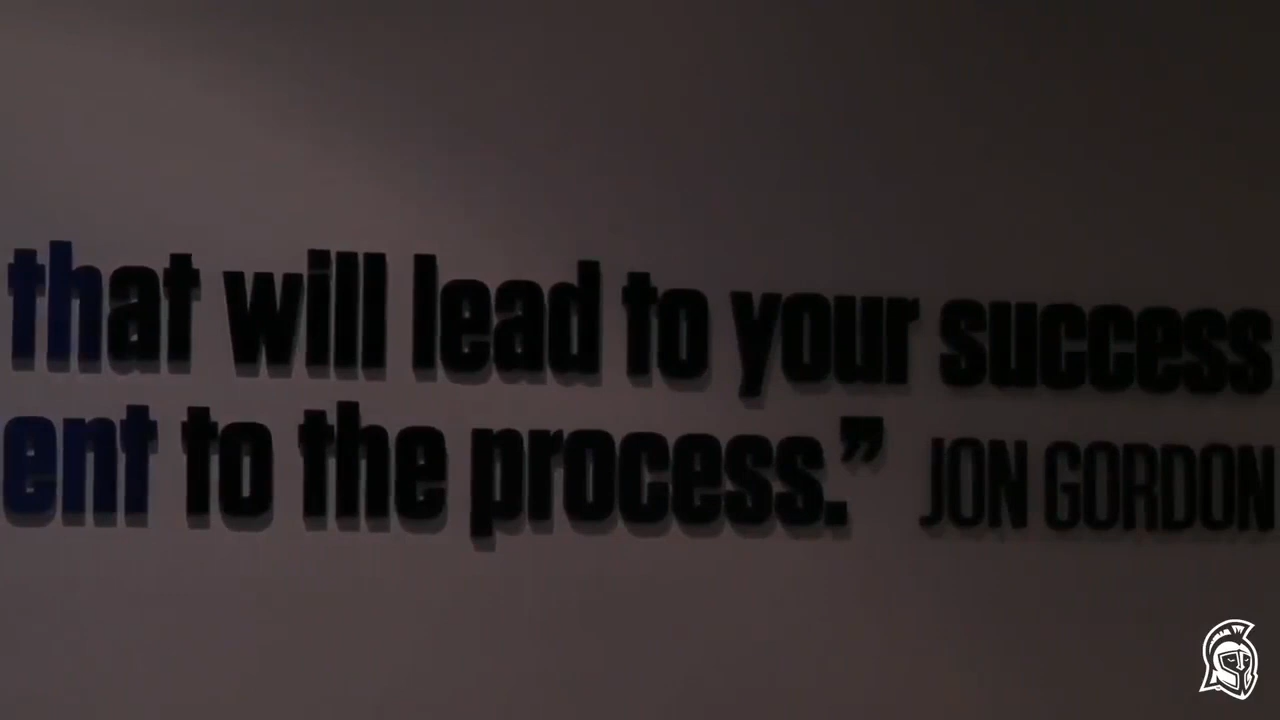 that will lead to your success
ent to the process.” JON GORDON